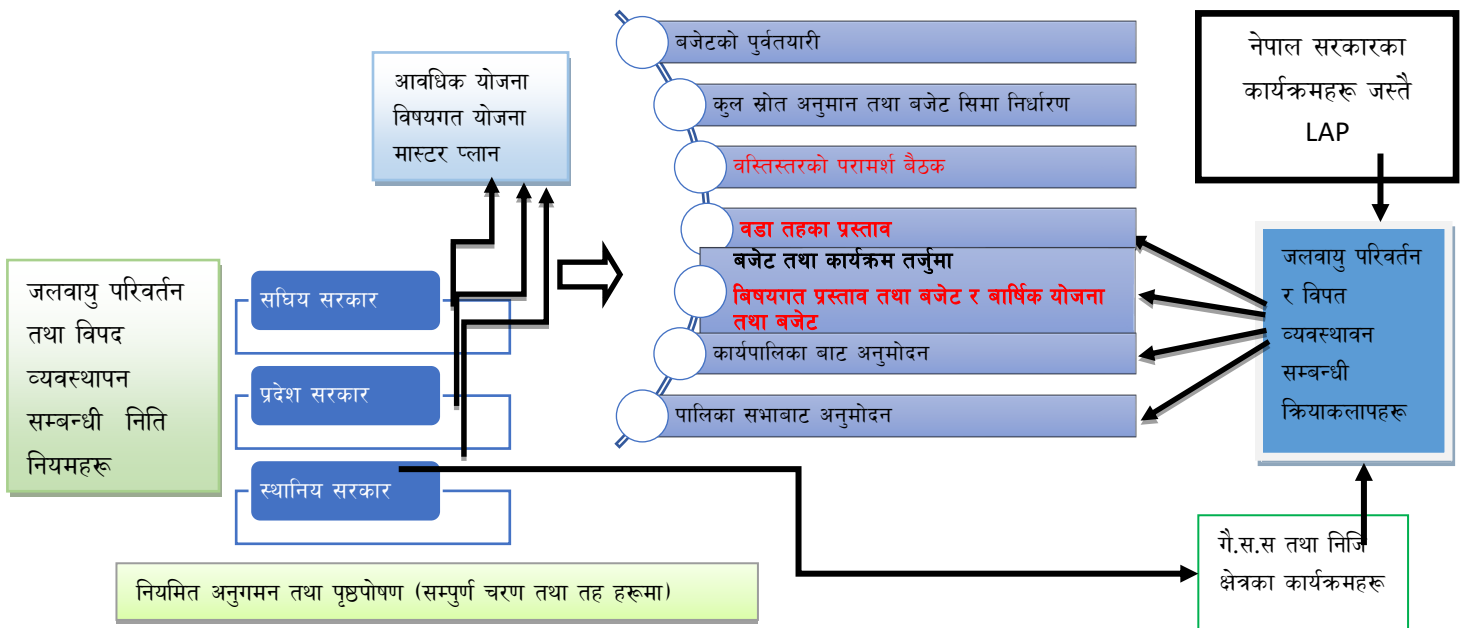 बजेटको पुर्वतयारी
कुल स्रोत अनुमान तथा बजेट सिमा निर्धारण
वस्तिस्तरको परामर्श बैठक
वडा तहका प्रस्ताव
बजेट तथा कार्यक्रम तर्जुमा
बिषयगत प्रस्ताव तथा बजेट र बार्षिक योजना
तथा बजेट
कार्यपालिका बाट अनुमोदन
पालिका सभाबाट अनुमोदन
आवधिक योजना
विषयगत योजना
मास्टर प्लान
नेपाल सरकारका
कार्यक्रमहरू जस्तै
LAP
जलवायु परिवर्तन
तथा विपद
व्यवस्थापन
सम्बन्धी निति
नियमहरू
सघिय सरकार
प्रदेश सरकार
स्थानिय सरकार
जलवायु परिवर्तन
र विपत
व्यवस्थावन
सम्बन्धी
क्रियाकलापहरू
गै.स.स तथा निजि
क्षेत्रका कार्यक्रमहरू
नियमित अनुगमन तथा पृष्ठपोषण (सम्पुर्ण चरण तथा तह हरूमा)